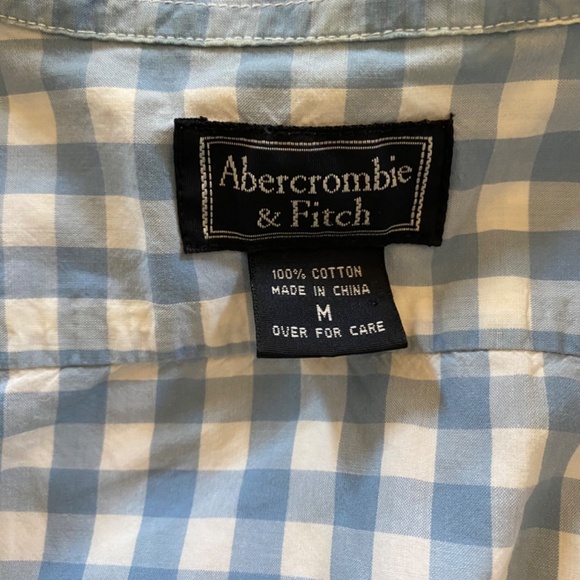 Abercrombie
& Fitch
100% COTTON
MADE IN CHINA
M
OVER FOR CARE